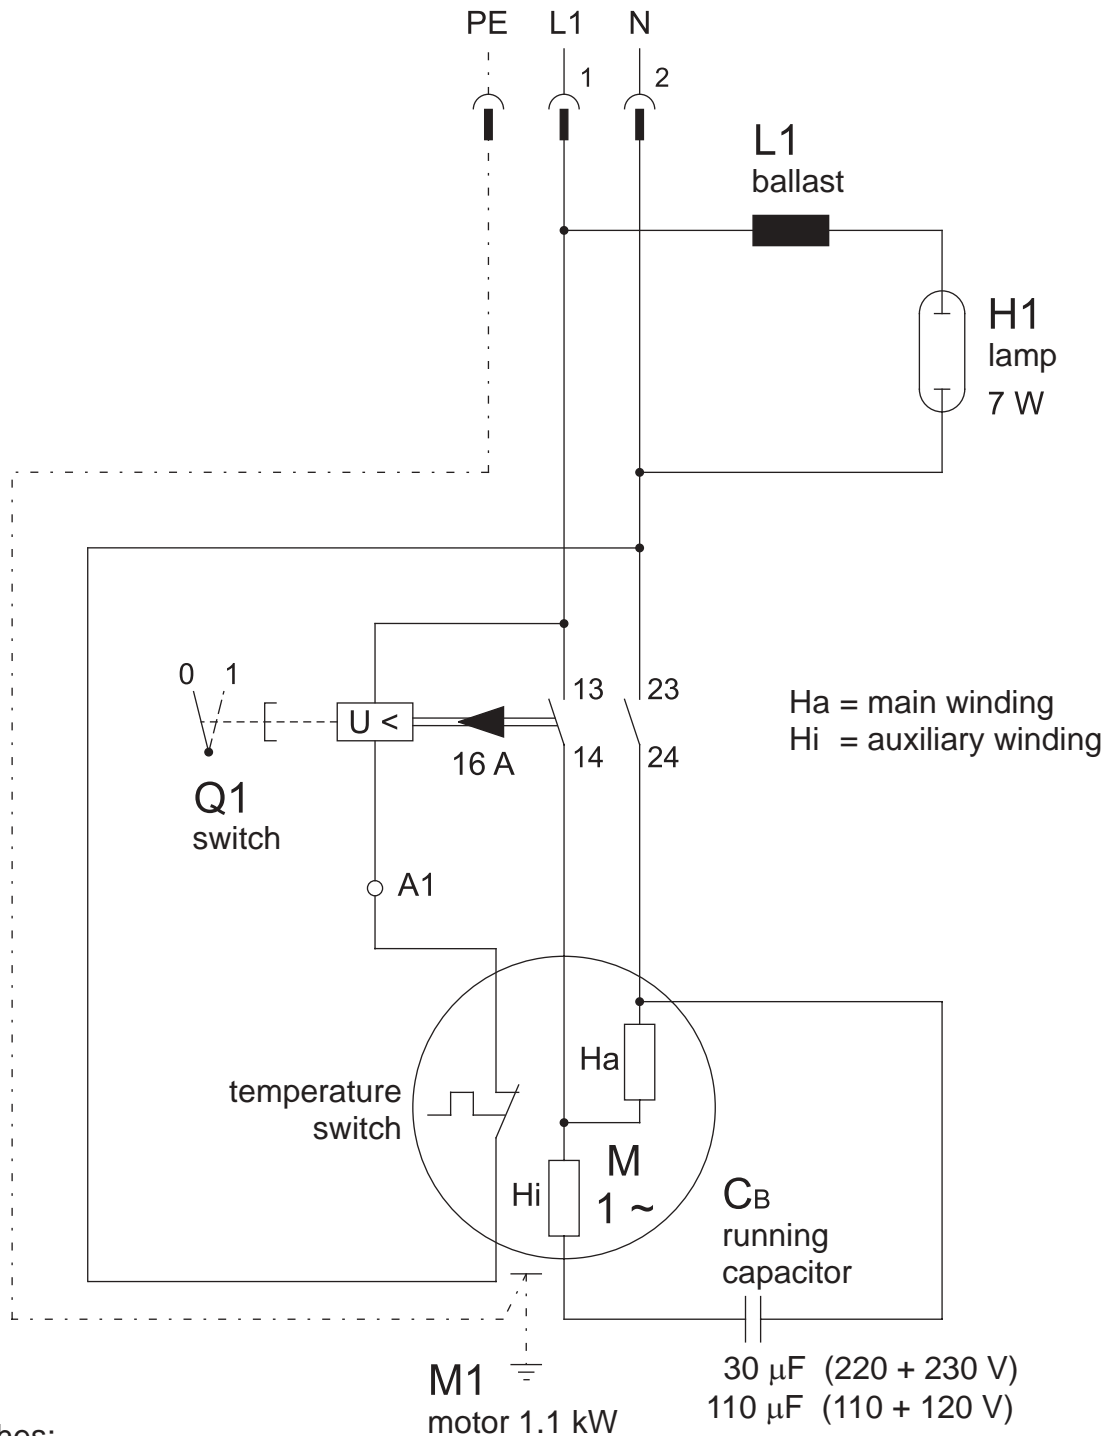 PE L1 N
1 2
L1
ballast
H1
lamp
7 W
0 1
13 23
U <
16 A
14 24
Q1
switch
Ha = main winding
Hi = auxiliary winding
A1
Ha
temperature
switch
M
1 ~
Hi
CB
running
capacitor
30 µF (220 + 230 V)
110 µF (110 + 120 V)
M1
motor 1.1 kW